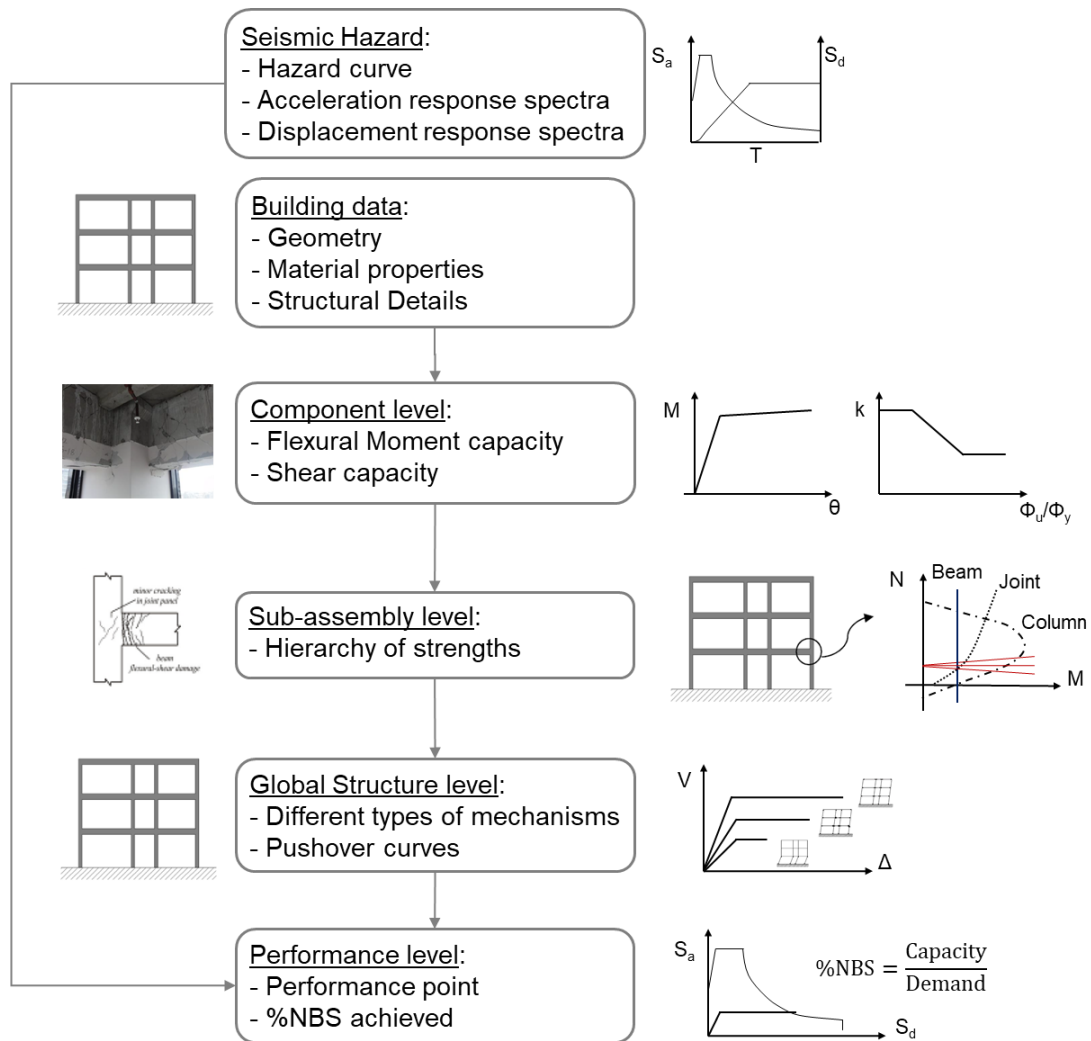 Seismic Hazard:
- Hazard curve
- Acceleration response spectra
- Displacement response spectra
Sa
Sd
T
Building data:
- Geometry
- Material properties
- Structural Details
Component level:
- Flexural Moment capacity
- Shear capacity
M
θ
k
Φu/Φy
minor cracking
in joint panel
beam
flexural-shear damage
Sub-assembly level:
- Hierarchy of strengths
N
Beam
Joint
Column
M
Global Structure level:
- Different types of mechanisms
- Pushover curves
V
Δ
Performance level:
- Performance point
- %NBS achieved
Sa
Sd
%NBS = Capacity
Demand